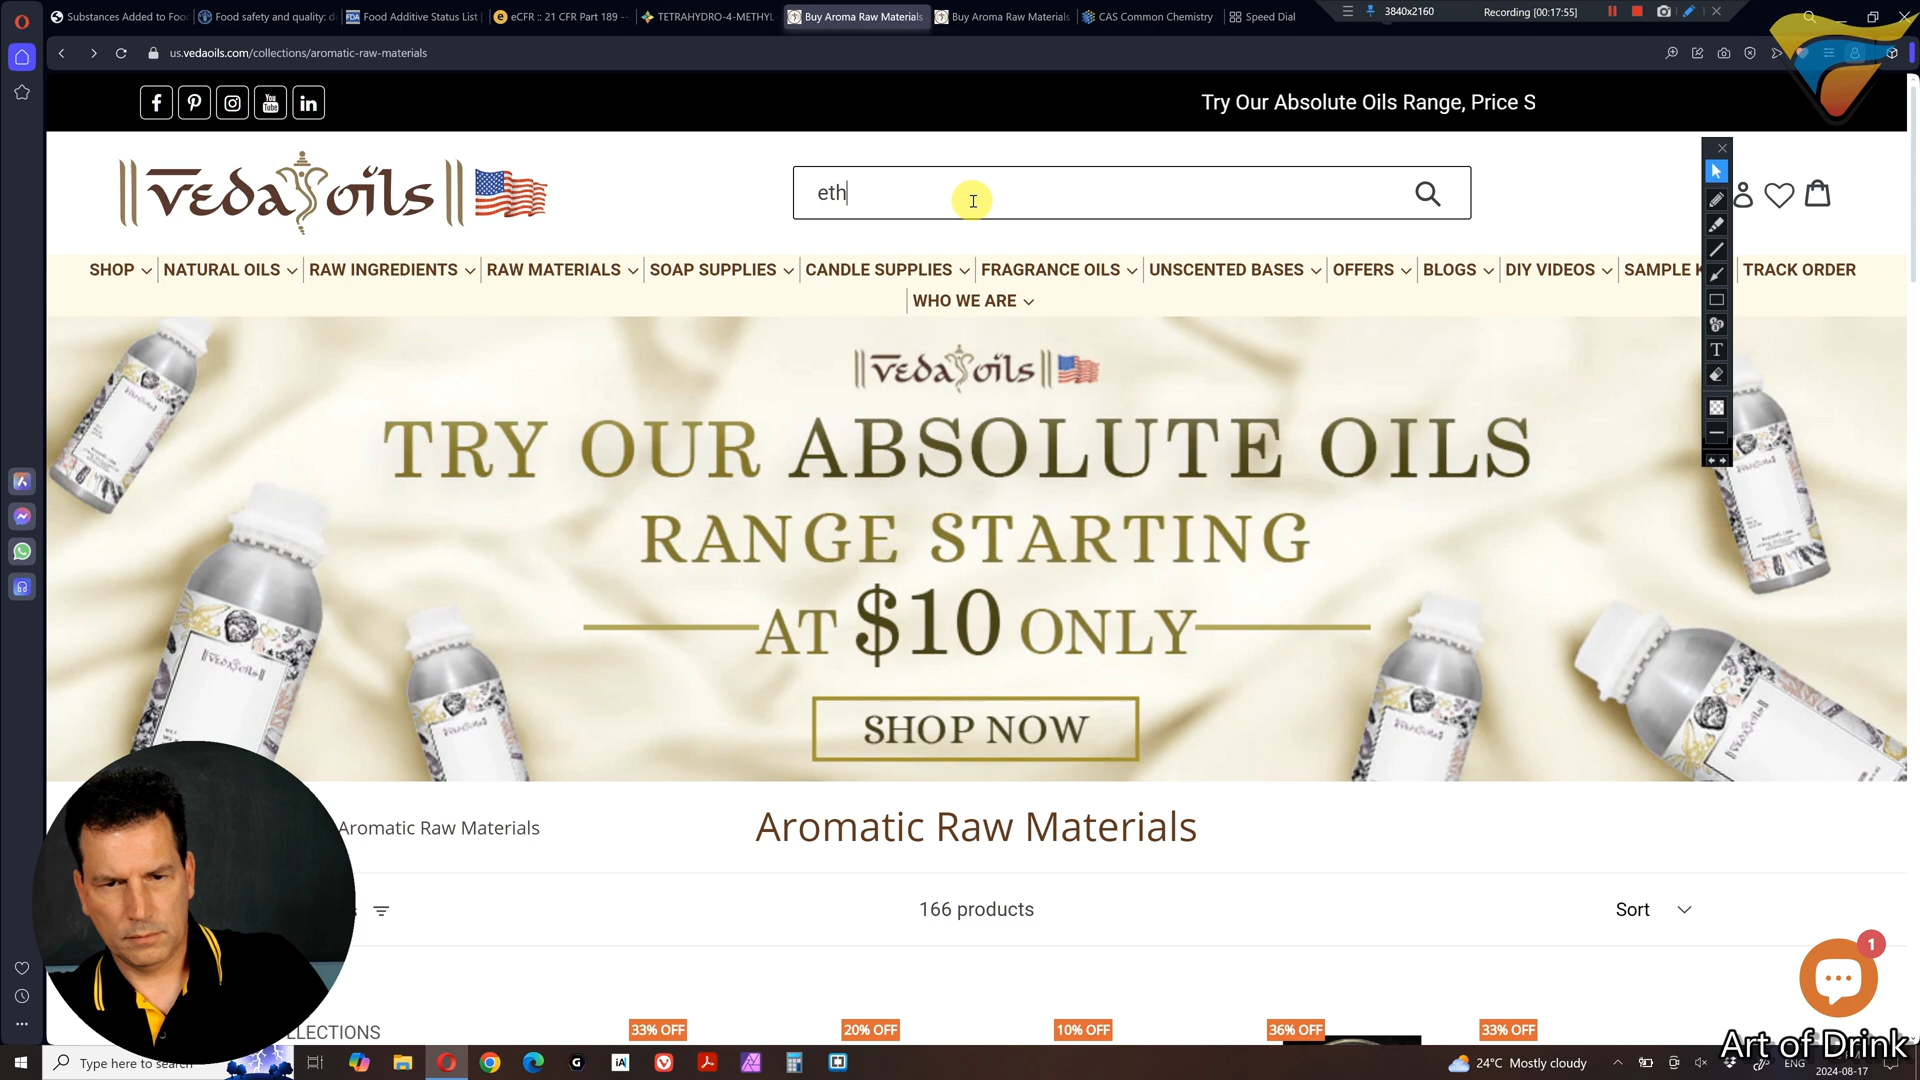 Substances Added to Foo
Food safety and quality: d
FDA Food Additive Status List
eCFR :: 21 CFR Part 189 --
TETRAHYDRO-4-METHYL-
Buy Aroma Raw Materials
Buy Aroma Raw Materials
CAS Common Chemistry
Speed Dial
3840x2160
Recording [00:17:55]
us.vedaoils.com/collections/aromatic-raw-materials
Try Our Absolute Oils Range, Price S
You Tube
in
vedaoils
eth
SHOP
NATURAL OILS
RAW INGREDIENTS
RAW MATERIALS
SOAP SUPPLIES
CANDLE SUPPLIES
FRAGRANCE OILS
UNSCENTED BASES
OFFERS
BLOGS
DIY VIDEOS
SAMPLE K
TRACK ORDER
WHO WE ARE
vedaoils
TRY OUR ABSOLUTE OILS
RANGE STARTING
AT $10 ONLY
SHOP NOW
Aromatic Raw Materials
Aromatic Raw Materials
166 products
Sort
1
LLECTIONS
33% OFF
20% OFF
10% OFF
36% OFF
33% OFF
Art of Drink
Type here to search
24°C Mostly cloudy
ENG
2024-08-17